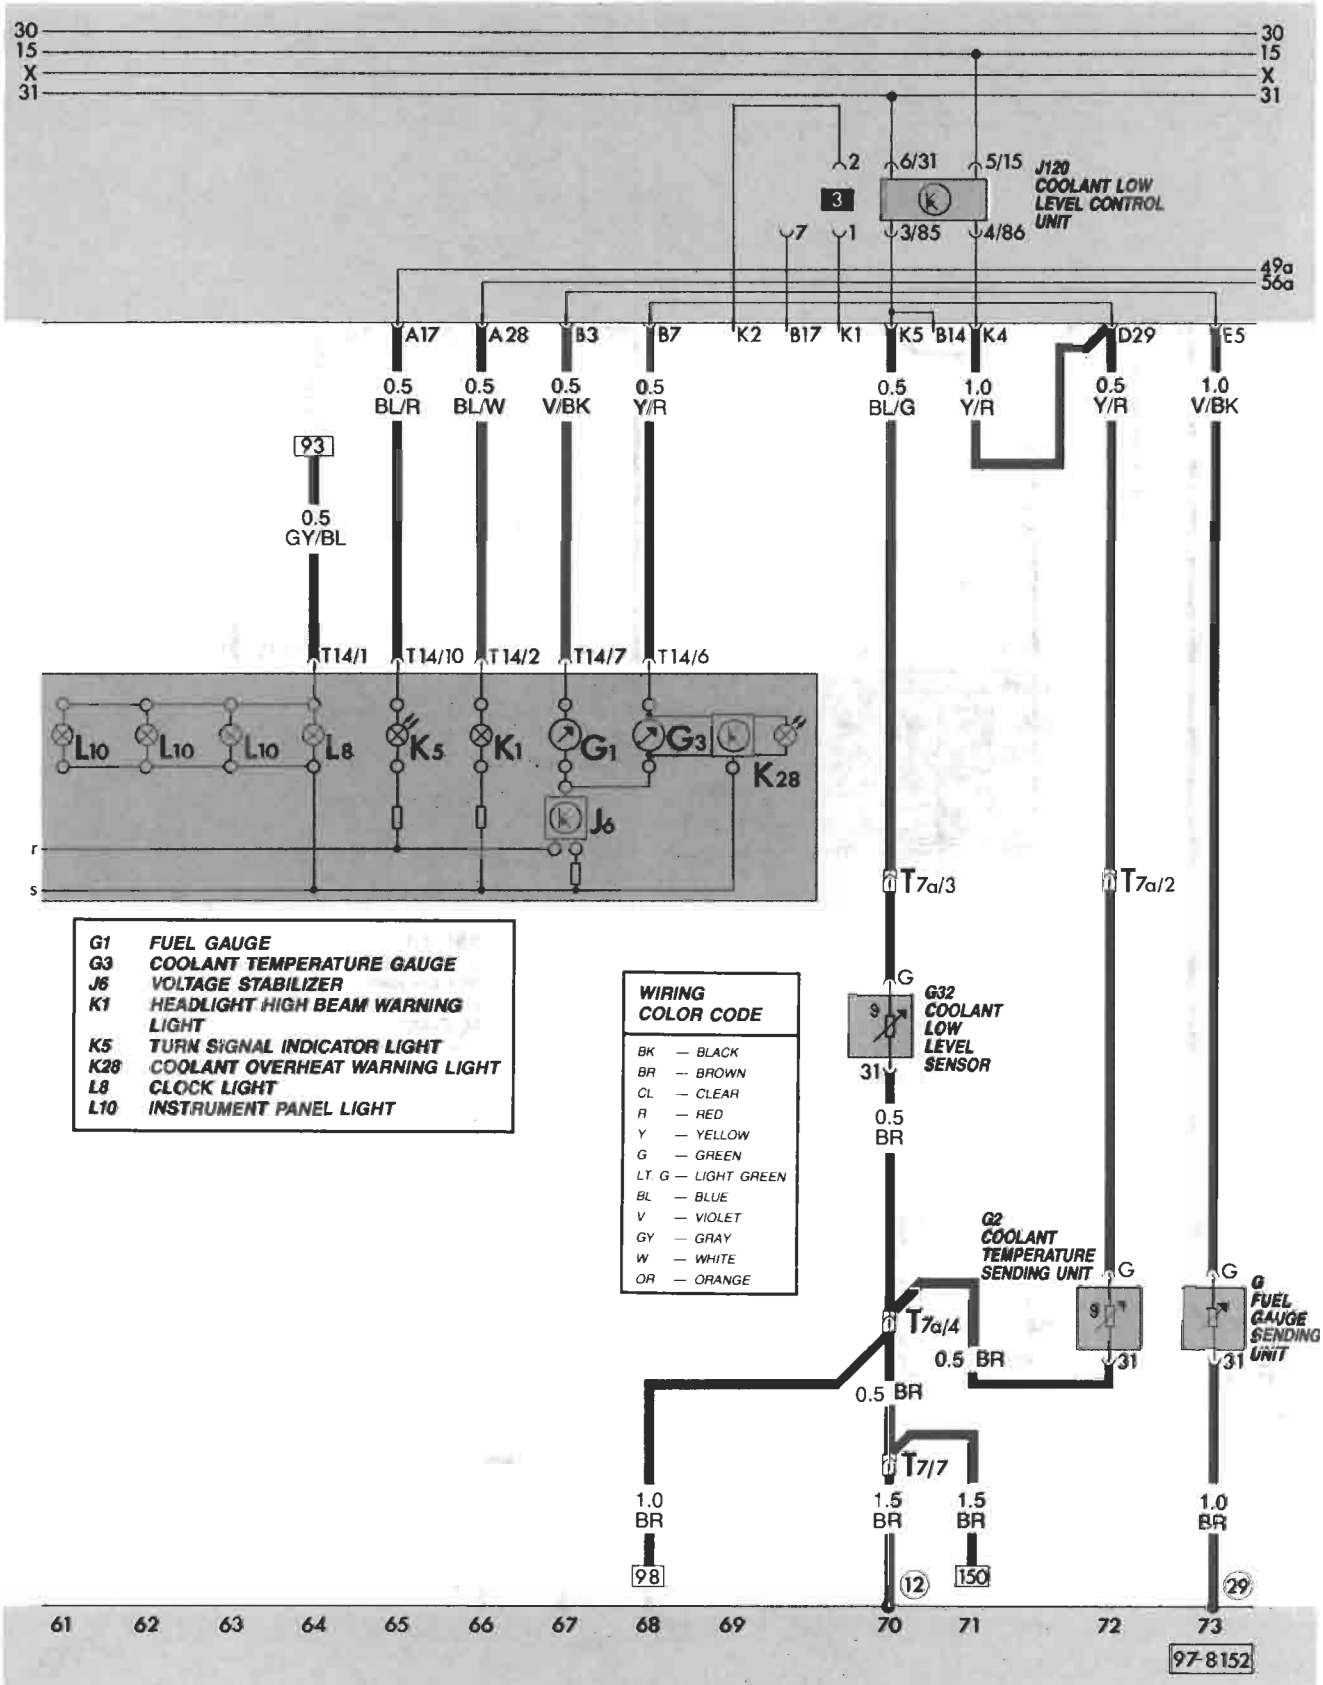 30 30
15 15
X X
31 31
2 6/31 5/15
J120
COOLANT LOW
LEVEL CONTROL
UNIT
3
7 1 3/85 4/86
49a
56a
A17 A28 B3 B7 K2 B17 K1 K5 B14 K4 D29 E5
0.5 0.5 0.5 0.5 0.5 1.0 0.5 1.0
BL/R BL/W V/BK Y/R BL/G Y/R Y/R V/BK
93
0.5
GY/BL
T14/1 T14/10 T14/2 T14/7 T14/6
L10 L10 L10 L8 K5 K1 G1 G3
K28
J6
r
s
T7a/3 T7a/2
G1 FUEL GAUGE
G3 COOLANT TEMPERATURE GAUGE
J6 VOLTAGE STABILIZER
K1 HEADLIGHT HIGH BEAM WARNING
LIGHT
K5 TURN SIGNAL INDICATOR LIGHT
K28 COOLANT OVERHEAT WARNING LIGHT
L8 CLOCK LIGHT
L10 INSTRUMENT PANEL LIGHT
WIRING
COLOR CODE
BK — BLACK
BR — BROWN
CL — CLEAR
R — RED
Y — YELLOW
G — GREEN
LT. G — LIGHT GREEN
BL — BLUE
V — VIOLET
GY — GRAY
W — WHITE
OR — ORANGE
G
9
G32
COOLANT
LOW
LEVEL
SENSOR
31
0.5
BR
G2
COOLANT
TEMPERATURE
SENDING UNIT
G G
9
G
FUEL
GAUGE
SENDING
UNIT
T7a/4
0.5 BR
31 31
0.5 BR
T7/7
1.0 1.5 1.5 1.0
BR BR BR BR
98 12 150 29
61 62 63 64 65 66 67 68 69 70 71 72 73
97-8152